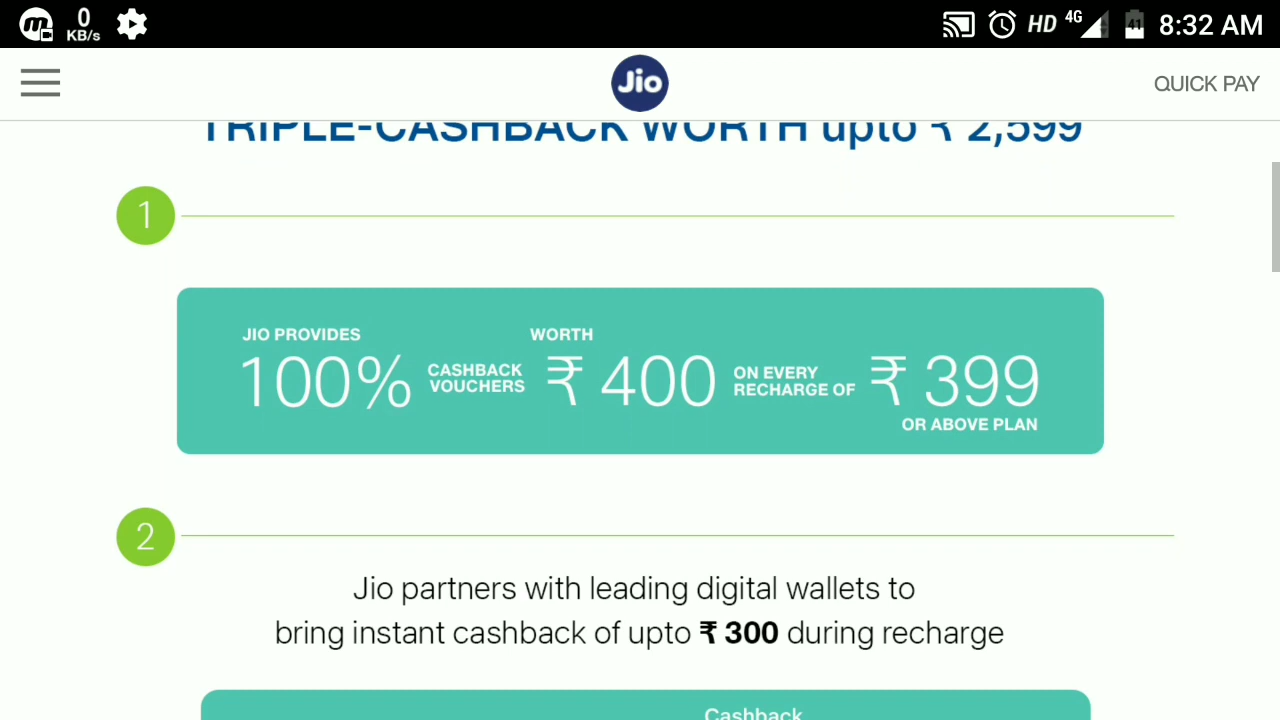 0
KB/s
HD 4G 41 8:32 AM
Jio
QUICK PAY
TRIPLE-CASHBACK WORTH upto ₹ 2,599
1
JIO PROVIDES
100% CASHBACK VOUCHERS
WORTH
₹ 400 ON EVERY RECHARGE OF ₹ 399
OR ABOVE PLAN
2
Jio partners with leading digital wallets to
bring instant cashback of upto ₹ 300 during recharge
Cashback